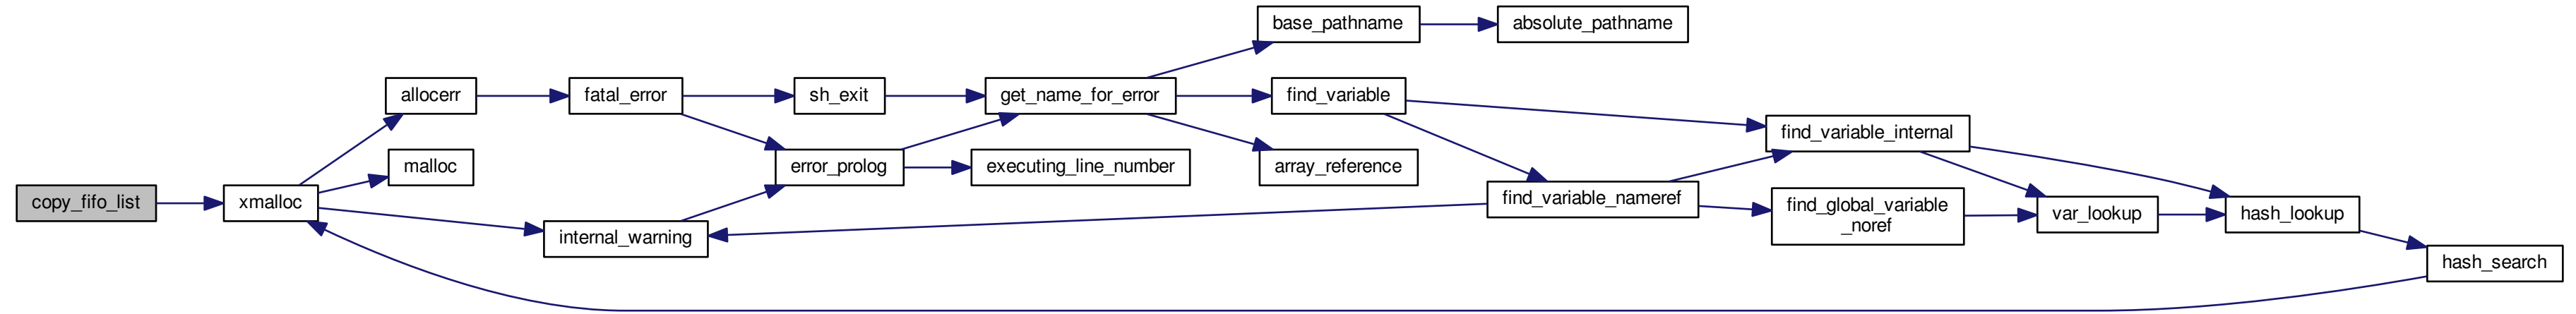 base_pathname
absolute_pathname
allocerr
fatal_error
sh_exit
get_name_for_error
find_variable
find_variable_internal
malloc
error_prolog
executing_line_number
array_reference
copy_fifo_list
xmalloc
find_variable_nameref
find_global_variable
_noref
var_lookup
hash_lookup
internal_warning
hash_search